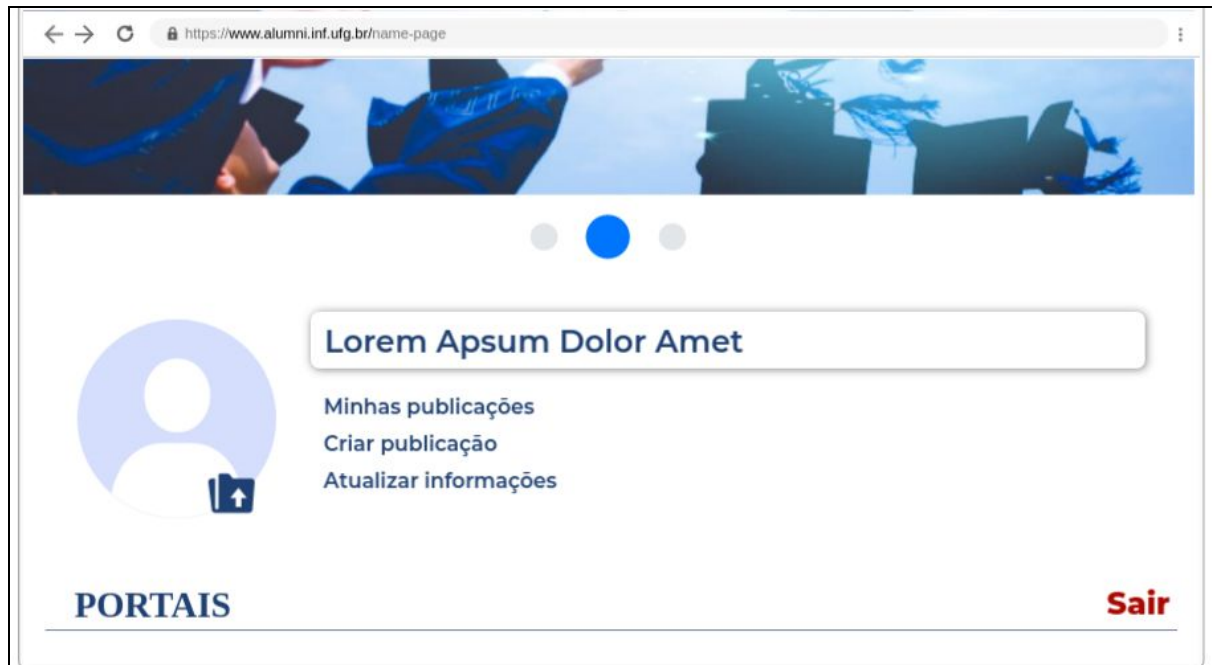 https://www.alumni.inf.ufg.br/name-page
Lorem Apsum Dolor Amet
Minhas publicações
Criar publicação
Atualizar informações
PORTAIS
Sair